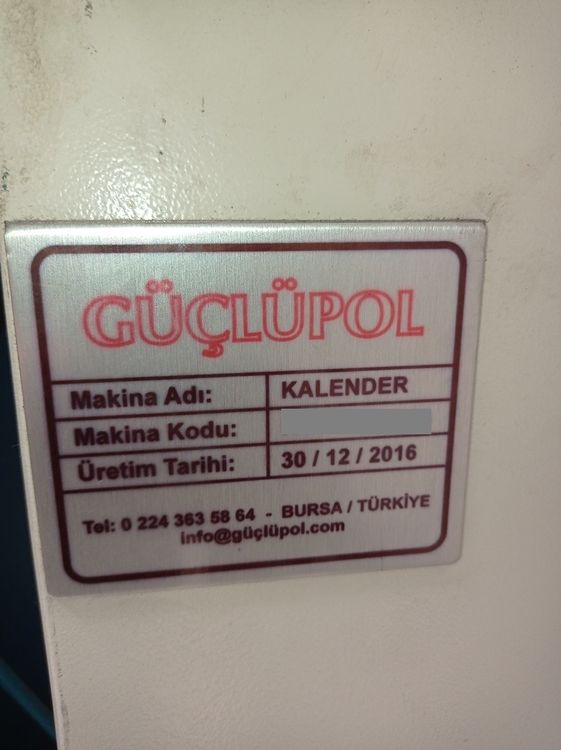 GÜÇLÜPOL
Makina Adı: KALENDER
Makina Kodu:
Üretim Tarihi: 30 / 12 / 2016
Tel: 0 224 363 58 64 - BURSA / TÜRKİYE
info@güçlüpol.com